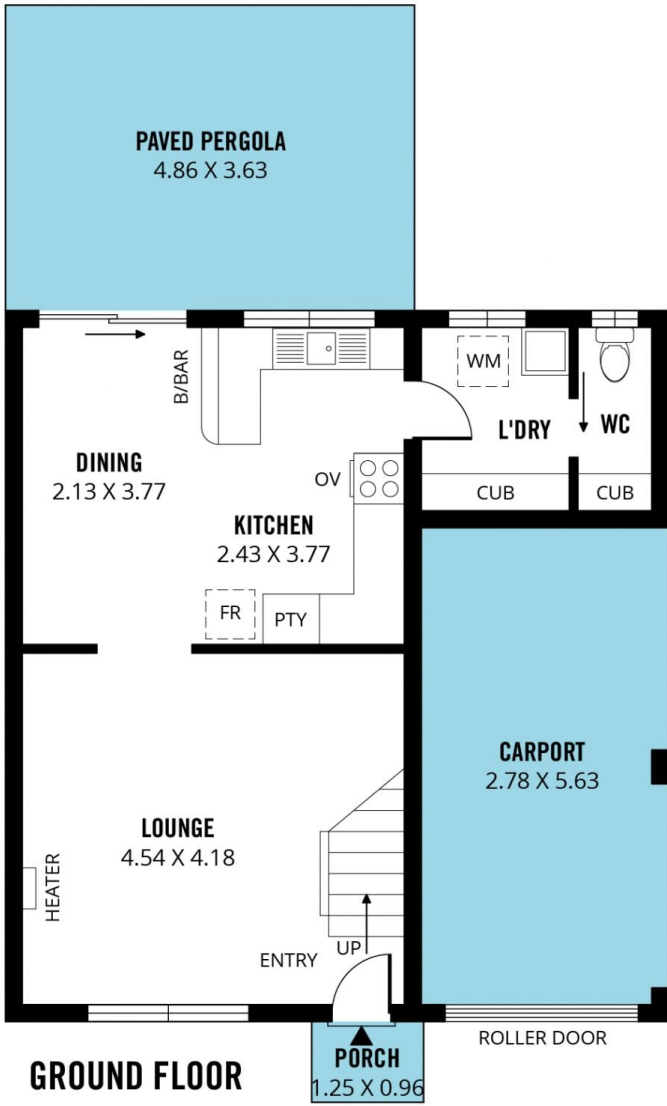 PAVED PERGOLA
4.86 X 3.63
B/BAR
WM
L'DRY
WC
DINING
2.13 X 3.77
OV
CUB
CUB
KITCHEN
2.43 X 3.77
FR
PTY
CARPORT
2.78 X 5.63
LOUNGE
4.54 X 4.18
HEATER
ENTRY
UP
ROLLER DOOR
GROUND FLOOR
PORCH
1.25 X 0.96